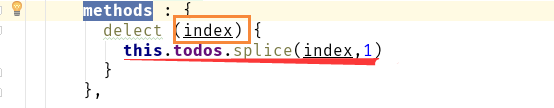 methods : {
delect (index) {
this.todos.splice(index,1)
}
},